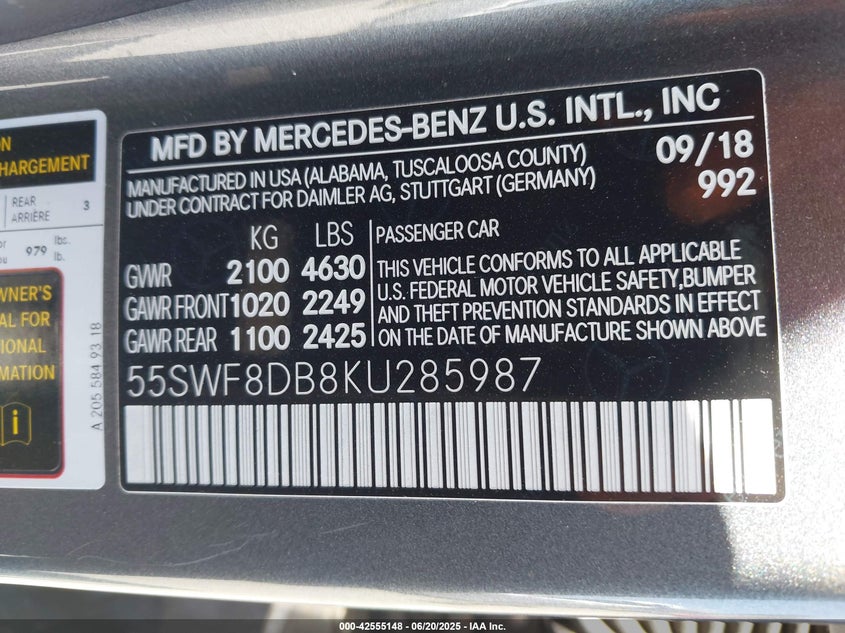 ON
CHARGEMENT
REAR
ARRIÈRE
3
or
979
lbs.
lb.
WNER'S
AL FOR
IONAL
RMATION
i
A 205 584 93 18
MFD BY MERCEDES-BENZ U.S. INTL., INC
MANUFACTURED IN USA (ALABAMA, TUSCALOOSA COUNTY) 09/18
UNDER CONTRACT FOR DAIMLER AG, STUTTGART (GERMANY) 992
KG LBS
GVWR 2100 4630
GAWR FRONT 1020 2249
GAWR REAR 1100 2425
PASSENGER CAR
THIS VEHICLE CONFORMS TO ALL APPLICABLE
U.S. FEDERAL MOTOR VEHICLE SAFETY,BUMPER
AND THEFT PREVENTION STANDARDS IN EFFECT
ON THE DATE OF MANUFACTURE SHOWN ABOVE
55SWF8DB8KU285987
000-42555148 - 06/20/2025 - IAA Inc.